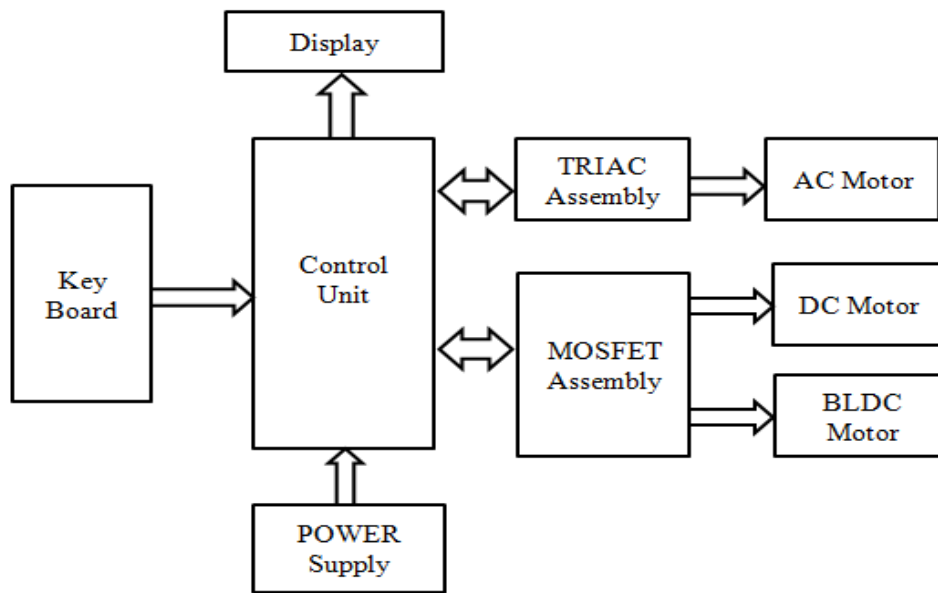 Display
TRIAC
Assembly
AC Motor
Key
Board
Control
Unit
MOSFET
Assembly
DC Motor
BLDC
Motor
POWER
Supply